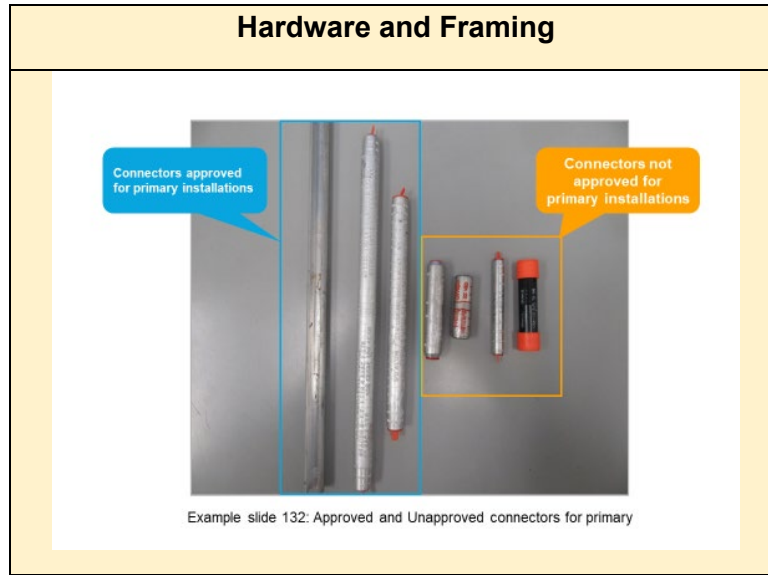 Hardware and Framing
Connectors approved
for primary installations
Connectors not
approved for
primary installations
Example slide 132: Approved and Unapproved connectors for primary